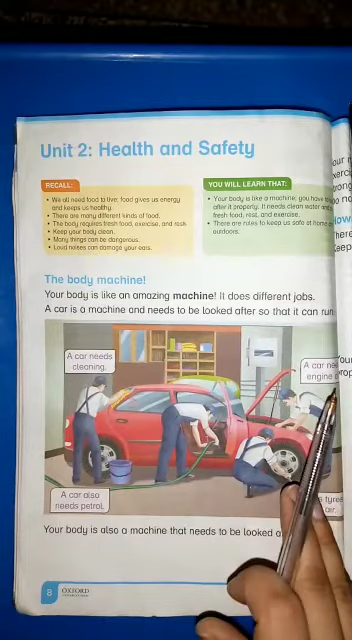 Unit 2: Health and Safety
RECALL:
• We all need food to live: food gives us energy
and keeps us healthy.
• There are many different kinds of food.
• The body requires fresh food, exercise, and rest.
• Keep your body clean.
• Many things can be dangerous.
• Loud noises can damage your ears.
YOU WILL LEARN THAT:
• Your body is like a machine; you have to
after it properly. It needs clean water
fresh food, rest, and exercise.
• There are rules to keep us safe at home
outdoors.
The body machine!
Your body is like an amazing machine! It does different jobs.
A car is a machine and needs to be looked after so that it can run
A car needs
cleaning.
A car
engine
A car also
needs petrol.
tyres
air.
Your body is also a machine that needs to be looked
8
OXFORD